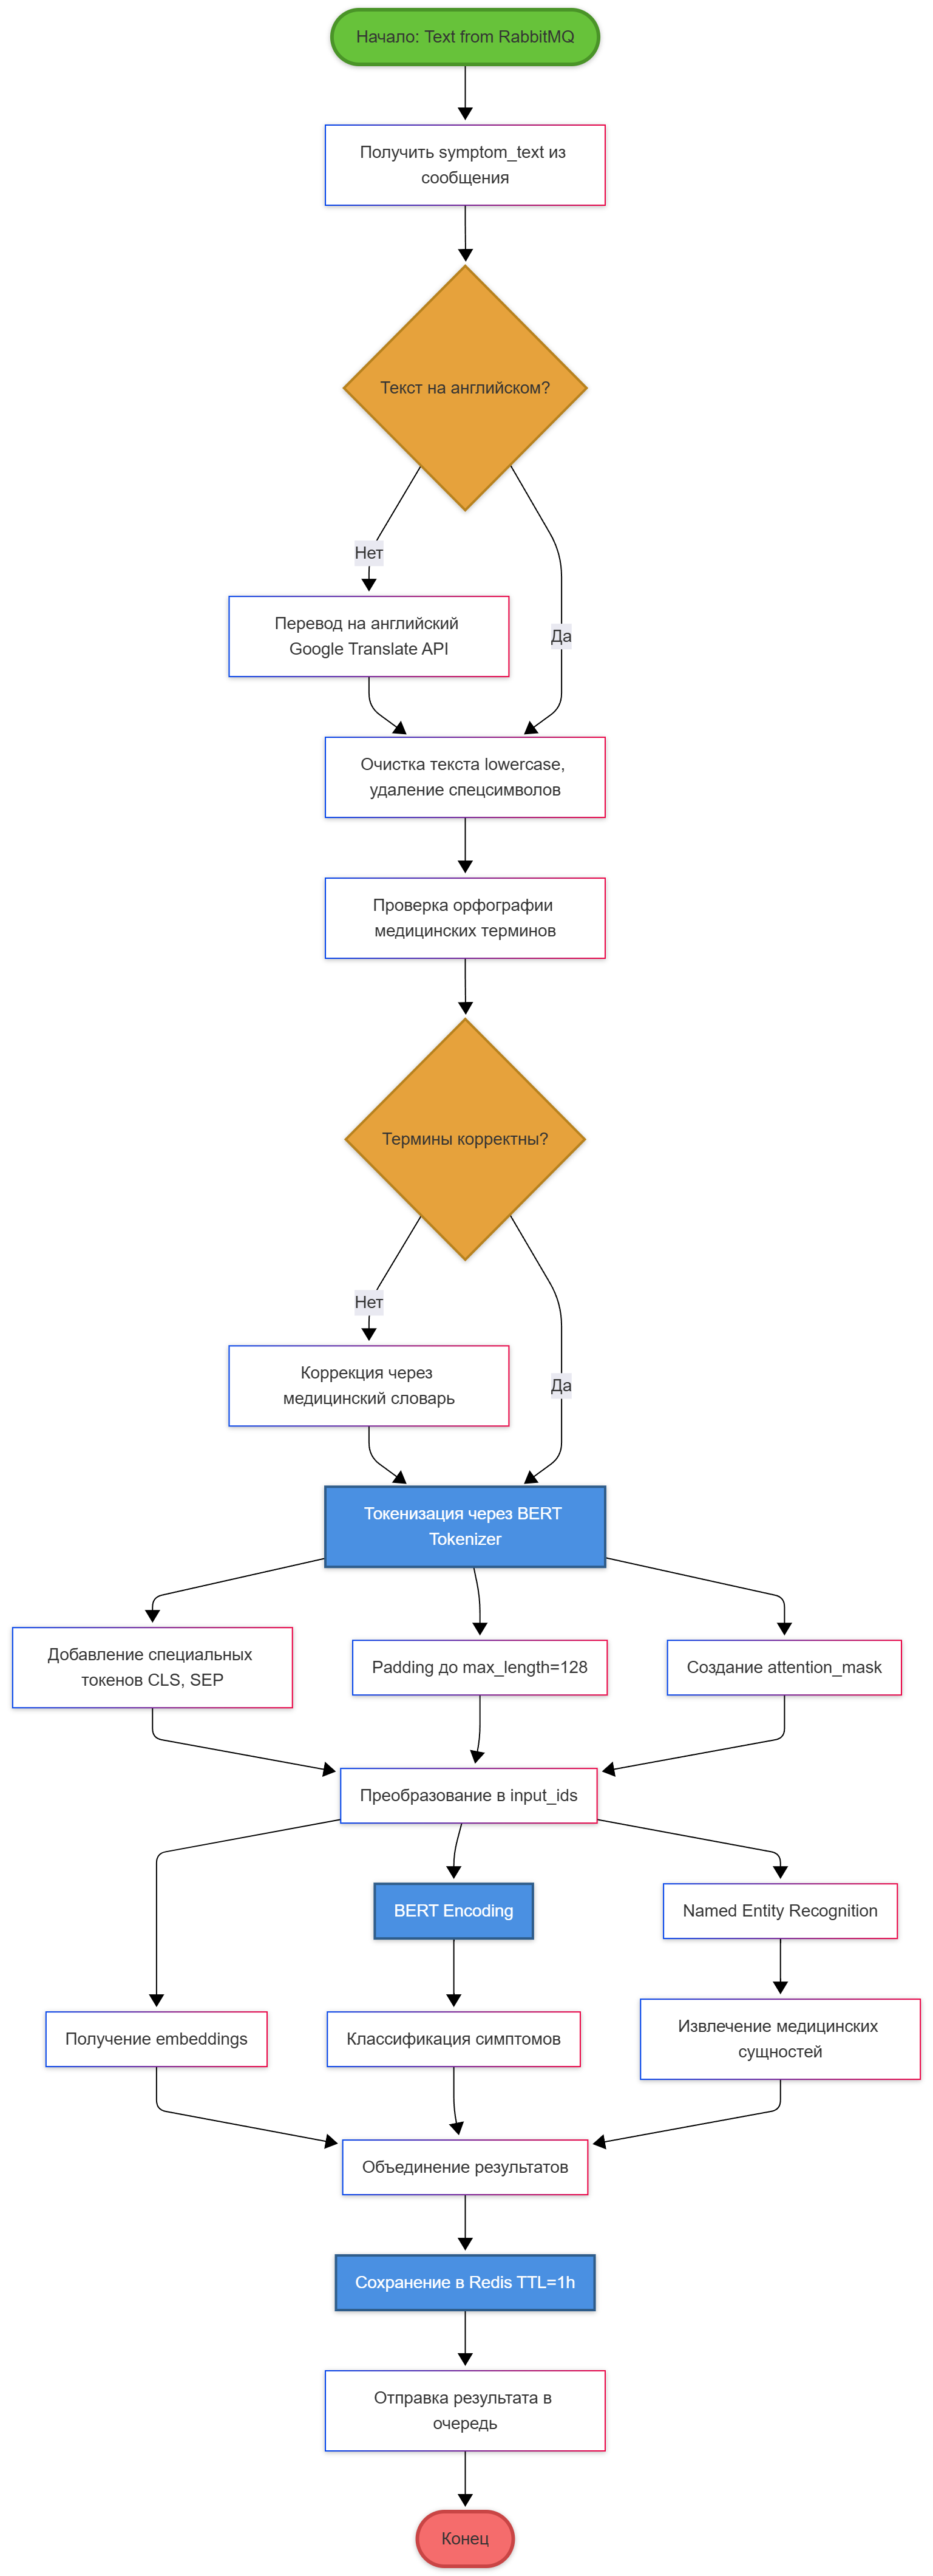 Начало: Text from RabbitMQ
Получить symptom_text из
сообщения
Текст на английском?
Нет
Да
Перевод на английский
Google Translate API
Очистка текста lowercase,
удаление спецсимволов
Проверка орфографии
медицинских терминов
Термины корректны?
Нет
Да
Коррекция через
медицинский словарь
Токенизация через BERT
Tokenizer
Добавление специальных
токенов CLS, SEP
Padding до max_length=128
Создание attention_mask
Преобразование в input_ids
BERT Encoding
Named Entity Recognition
Получение embeddings
Классификация симптомов
Извлечение медицинских
сущностей
Объединение результатов
Сохранение в Redis TTL=1h
Отправка результата в
очередь
Конец